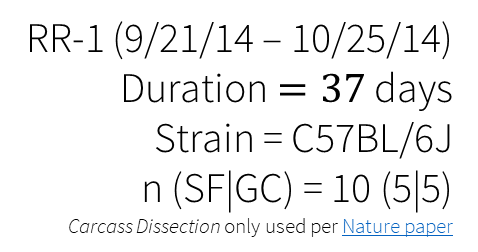 RR-1 (9/21/14 – 10/25/14)
Duration = 37 days
Strain = C57BL/6J
n (SF|GC) = 10 (5|5)
Carcass Dissection only used per Nature paper